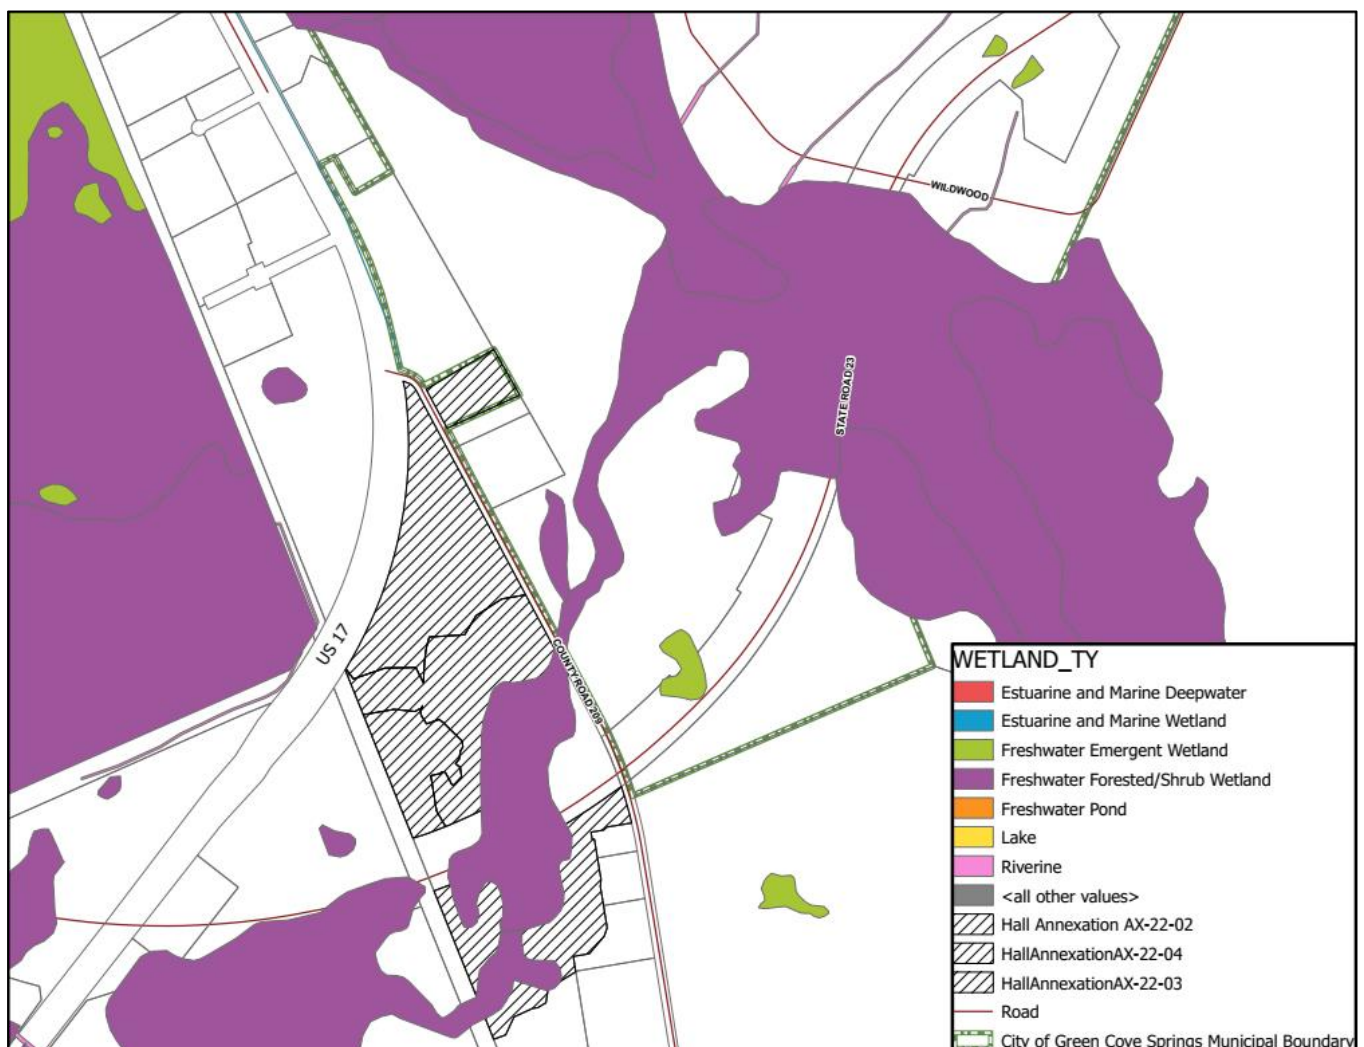 WILDWOOD
STATE ROAD 23
US 17
COUNTY ROAD 209
WETLAND_TY
Estuarine and Marine Deepwater
Estuarine and Marine Wetland
Freshwater Emergent Wetland
Freshwater Forested/Shrub Wetland
Freshwater Pond
Lake
Riverine
<all other values>
Hall Annexation AX-22-02
HallAnnexationAX-22-04
HallAnnexationAX-22-03
Road
City of Green Cove Springs Municipal Boundary